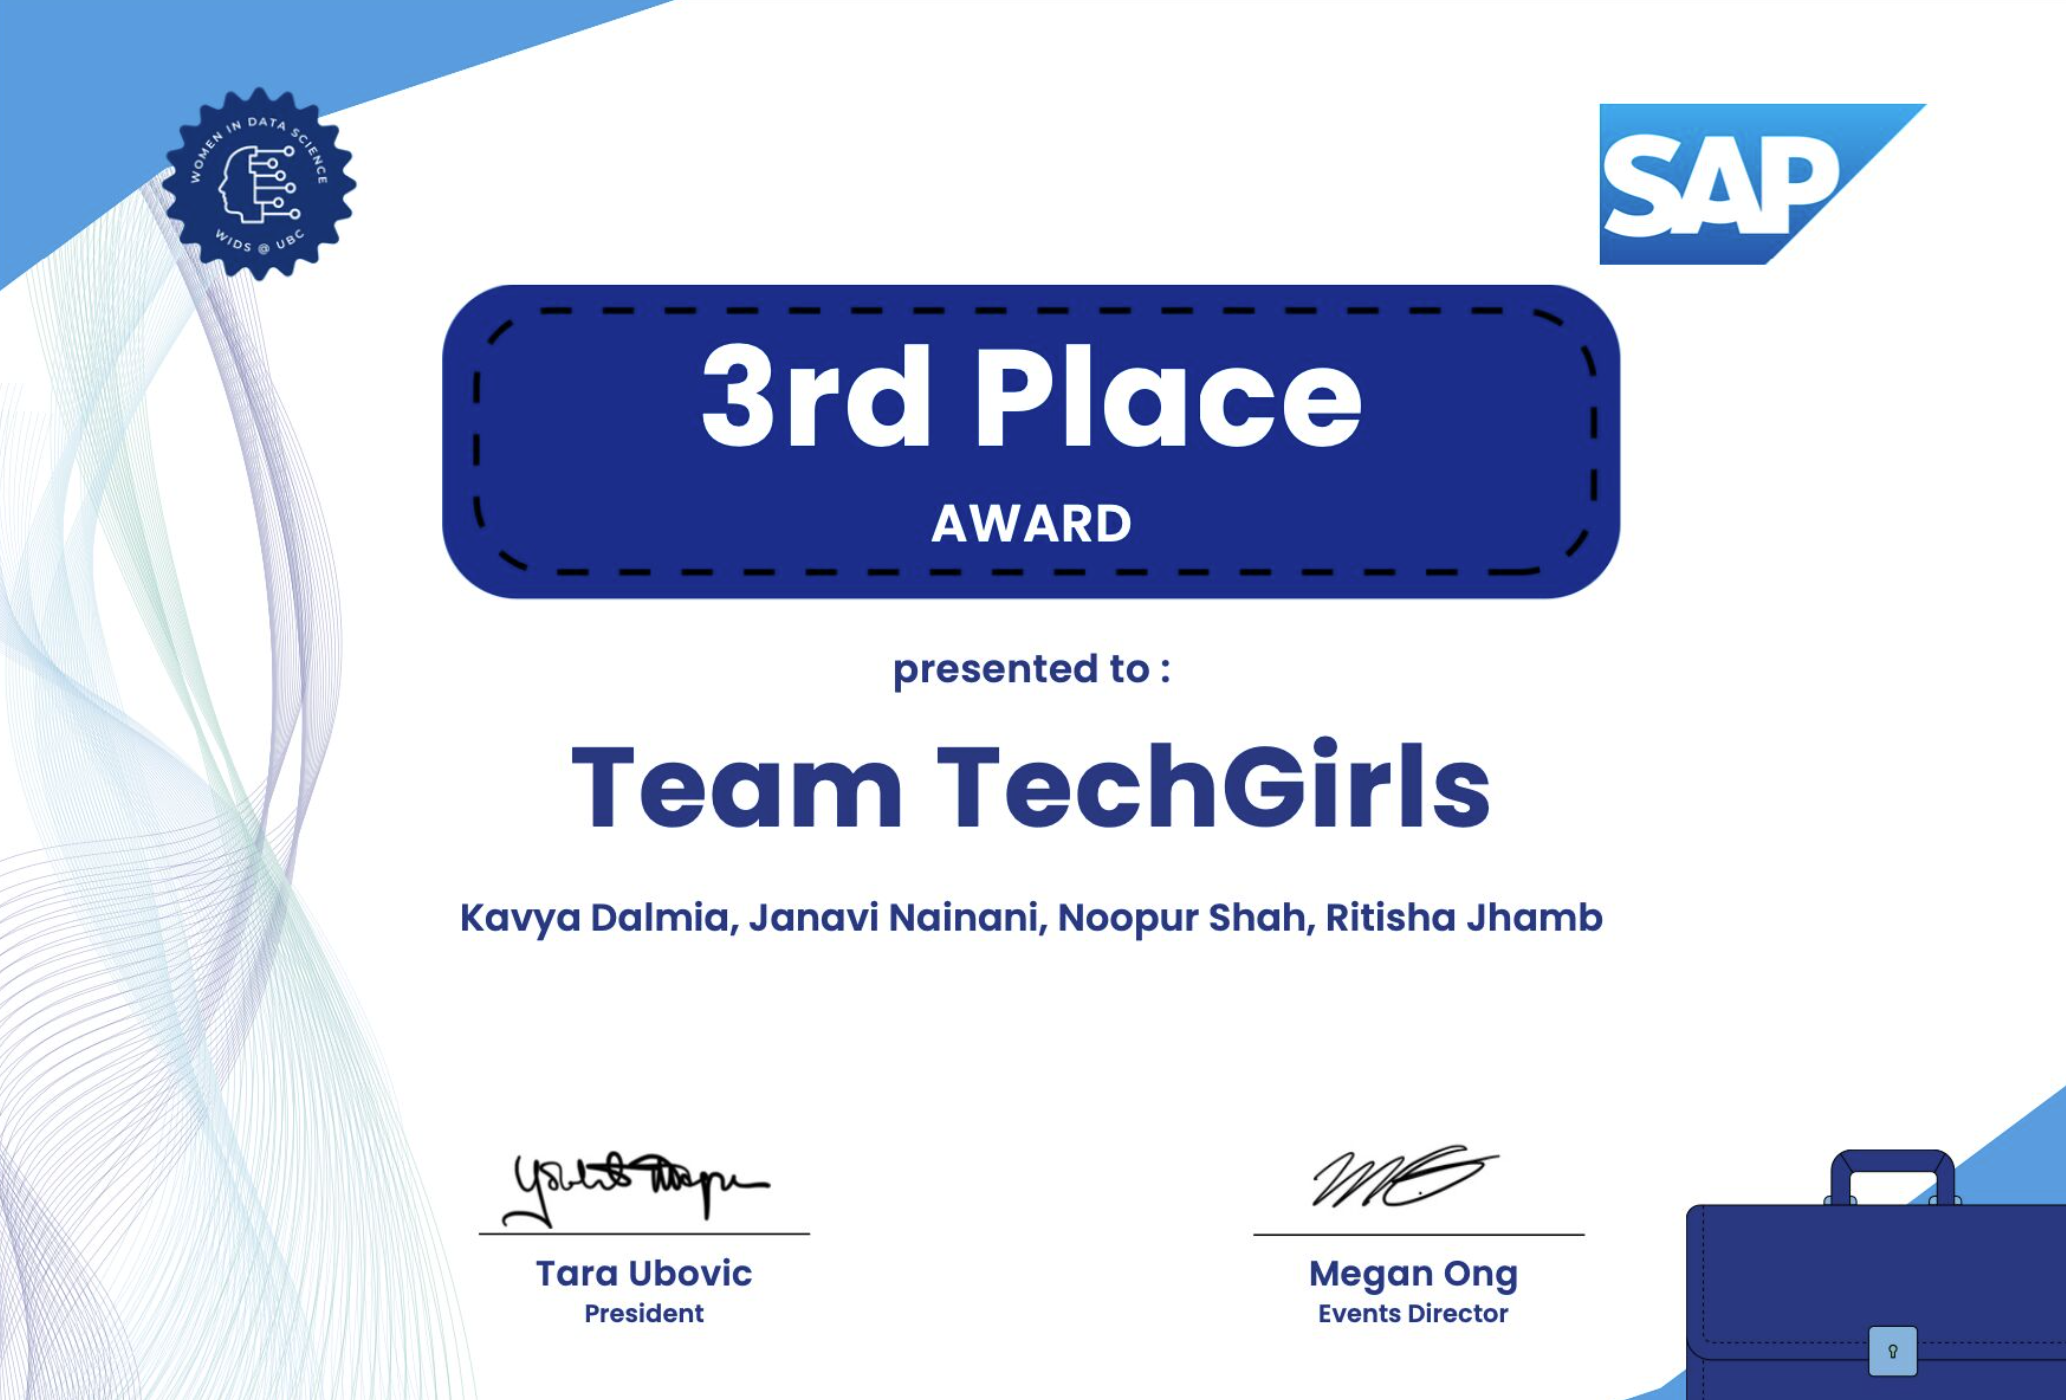 WOMEN IN DATA SCIENCE
WIDS @ UBC
SAP
3rd Place
AWARD
presented to :
Team TechGirls
Kavya Dalmia, Janavi Nainani, Noopur Shah, Ritisha Jhamb
Tara Ubovic
President
Megan Ong
Events Director